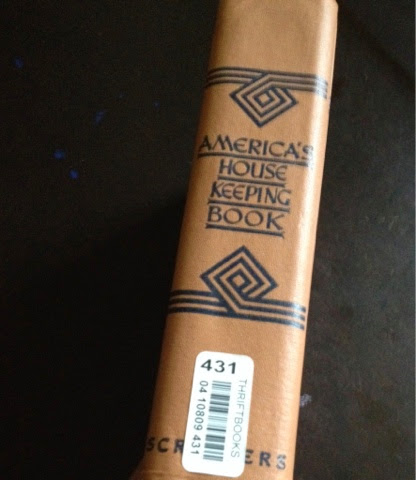 AMERICA'S
HOUSE
KEEPING
BOOK
431
THRIFTBOOKS
04 10809 431